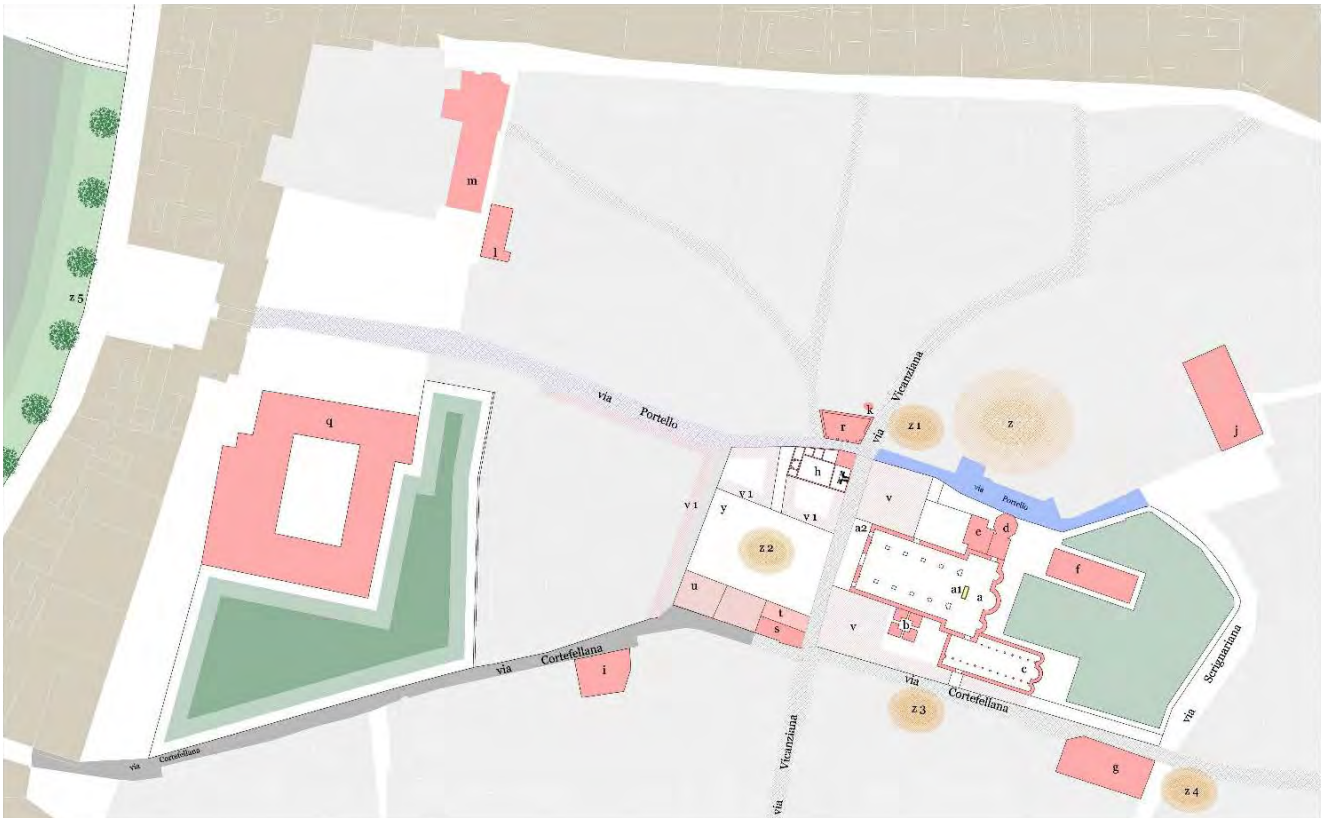 m
l
z 5
q
via Portello
via Vicanziana
k
r
z 1
z
j
h
v 1
v 1
v 1
y
z 2
v
via Portello
a2
e
d
f
a1
a
u
t
s
b
v
c
i
via Cortefellana
via Cortefellana
via Cortefellana
z 3
via Vicanziana
via Scrignariana
g
z 4